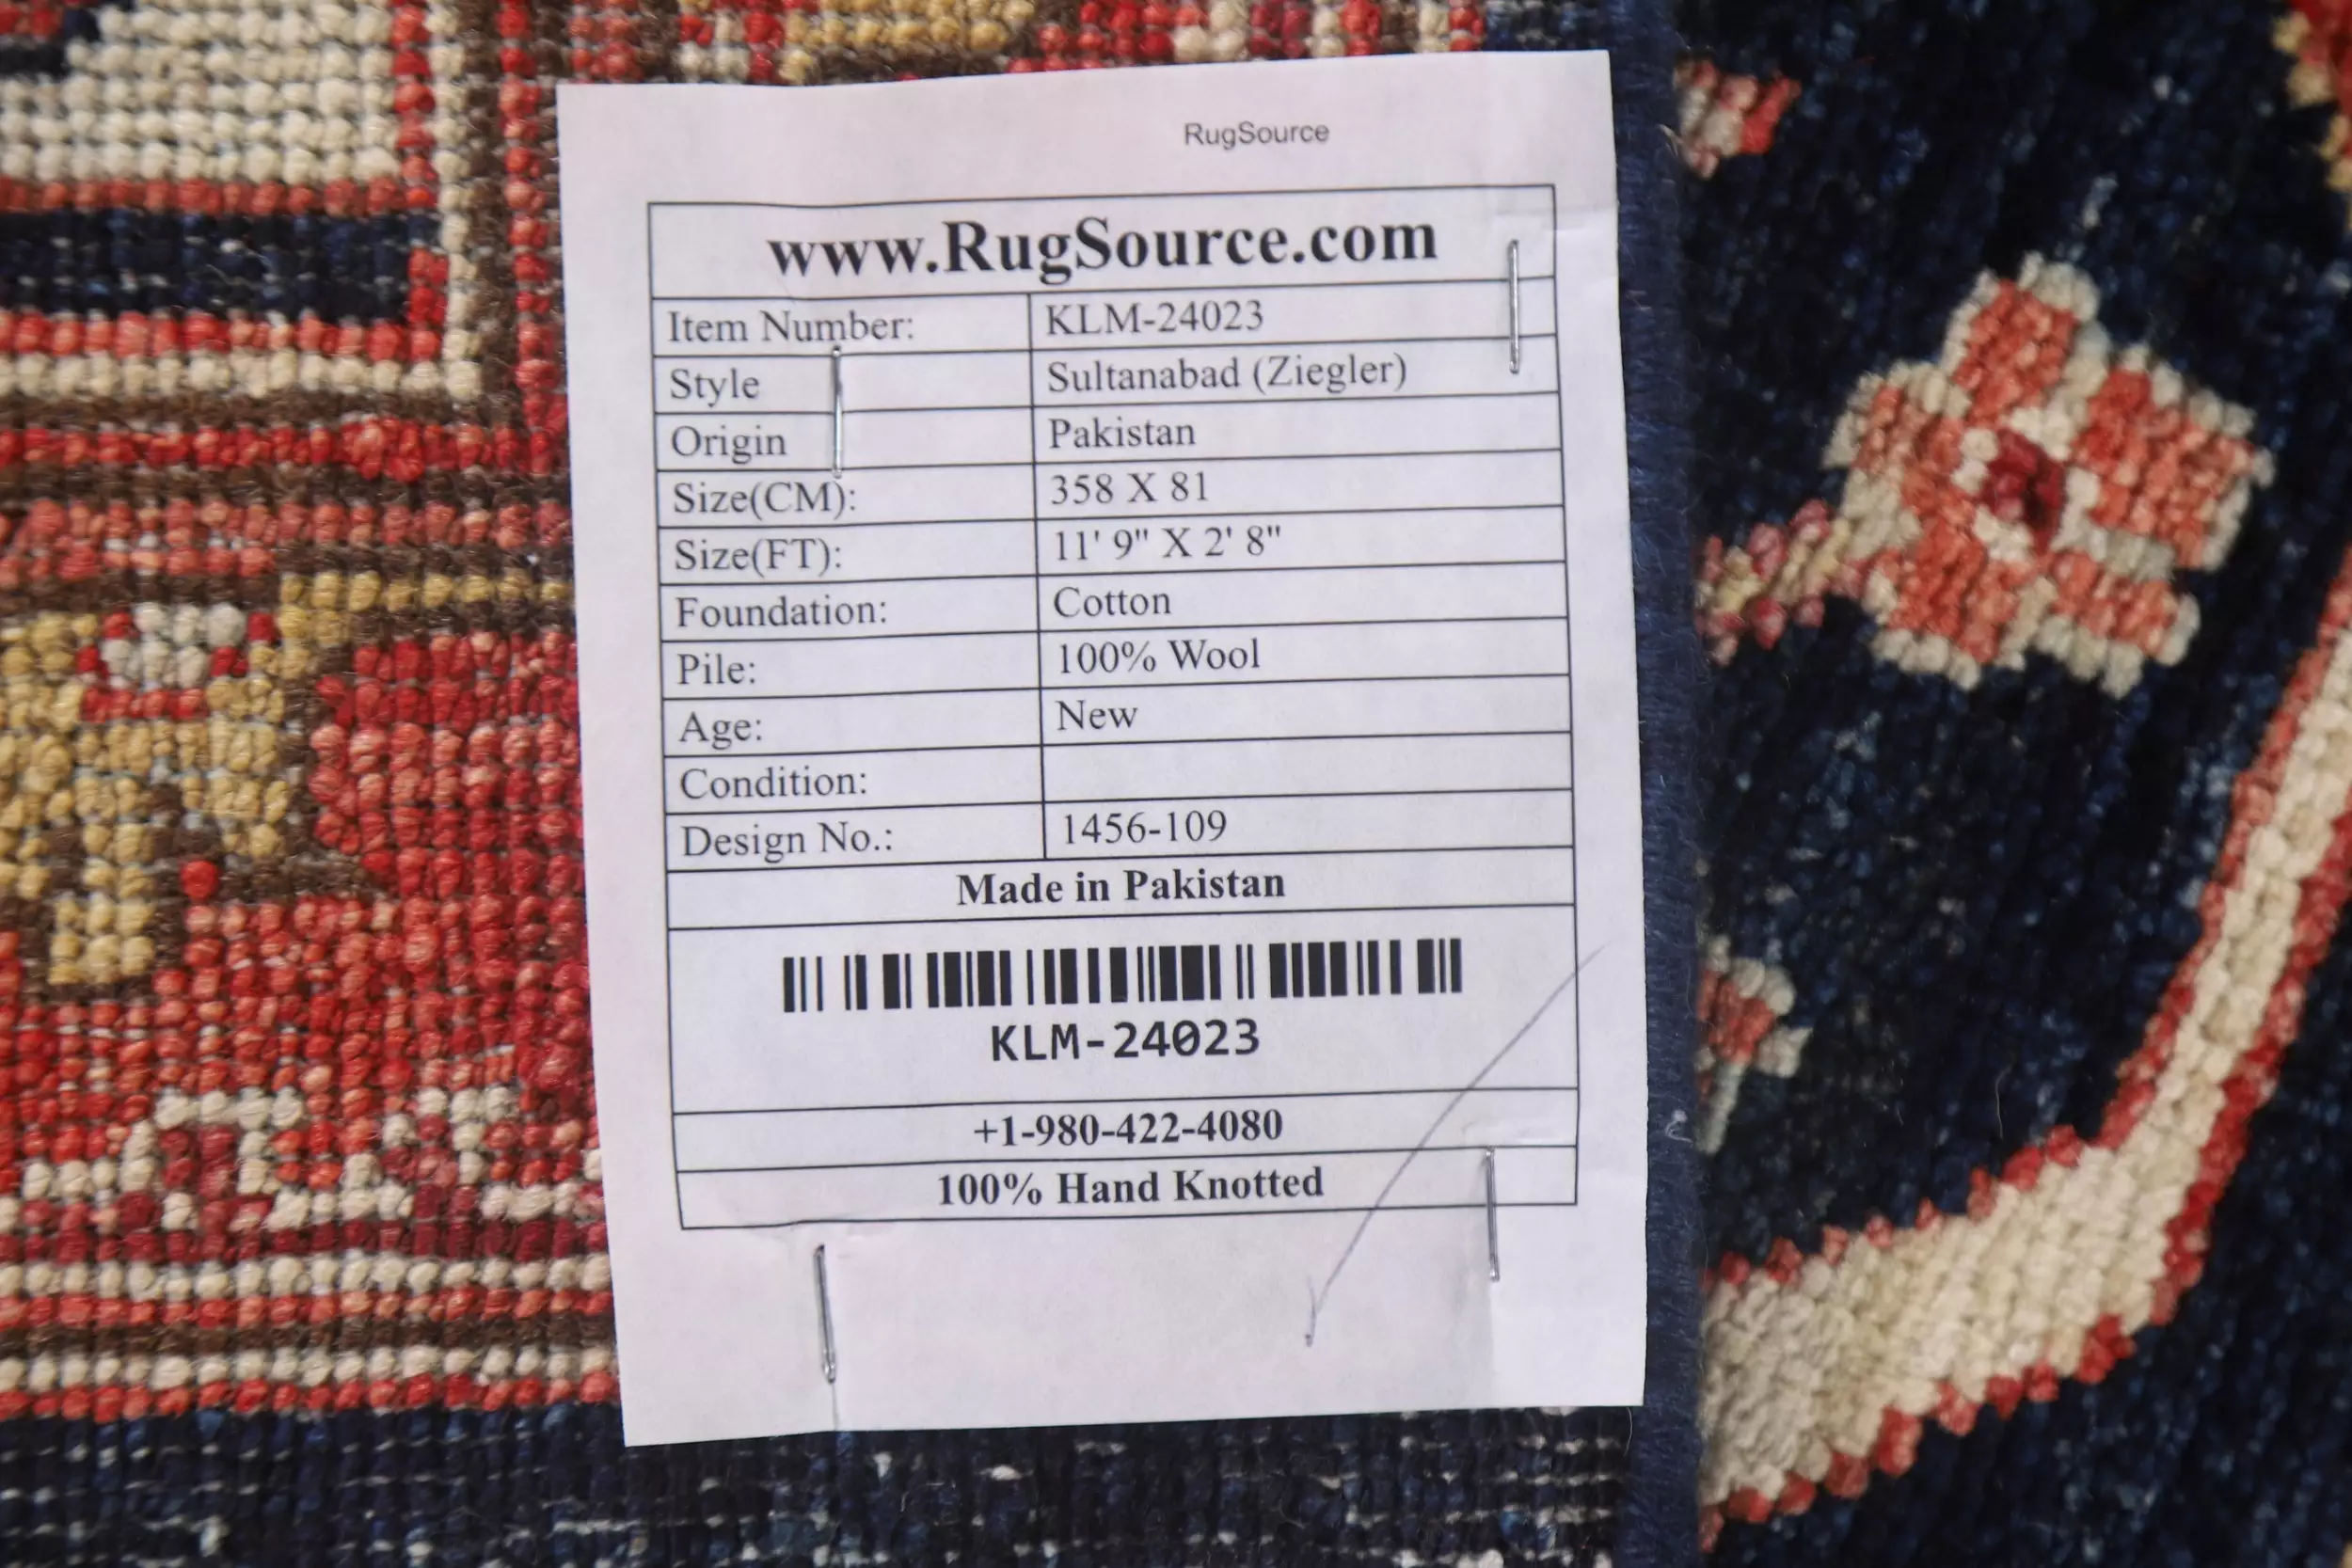 RugSource
www.RugSource.com
Item Number: KLM-24023
Style Sultanabad (Ziegler)
Origin Pakistan
Size(CM): 358 X 81
Size(FT): 11' 9" X 2' 8"
Foundation: Cotton
Pile: 100% Wool
Age: New
Condition:
Design No.: 1456-109
Made in Pakistan
KLM-24023
+1-980-422-4080
100% Hand Knotted